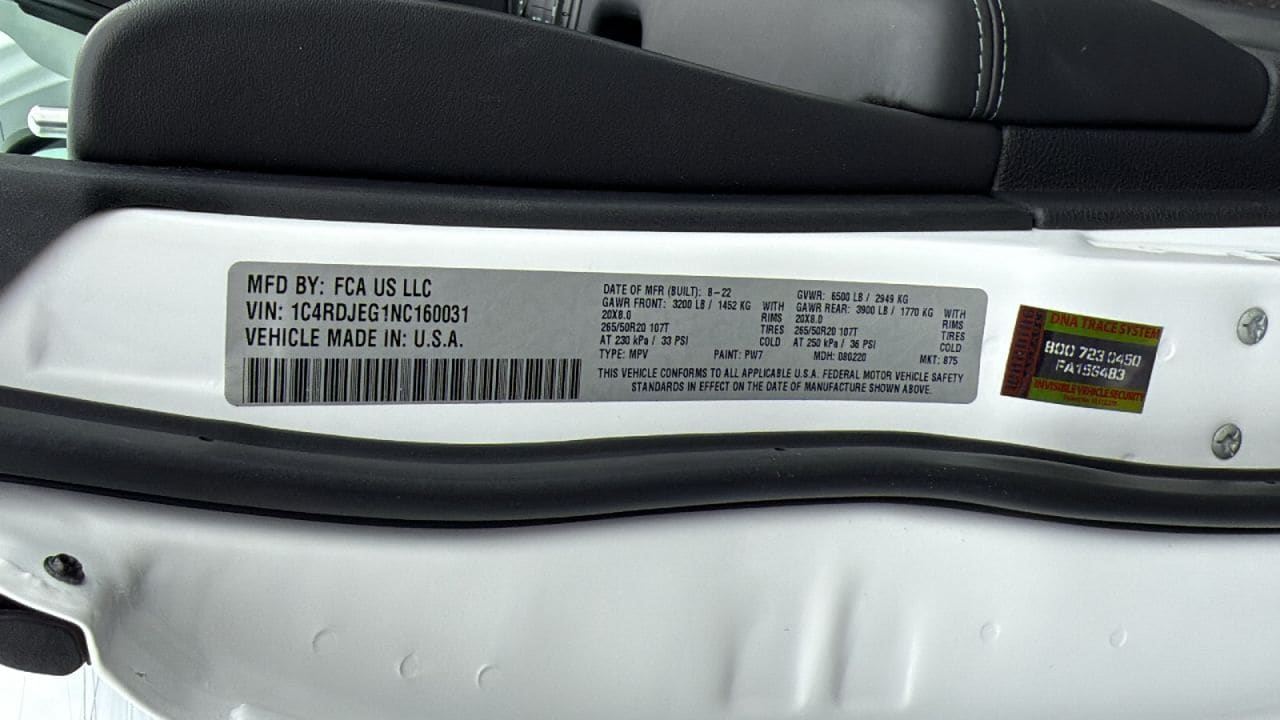 MFD BY: FCA US LLC
VIN: 1C4RDJEG1NC160031
VEHICLE MADE IN: U.S.A.
DATE OF MFR (BUILT): 8-22
GAWR FRONT: 3200 LB / 1452 KG WITH
20X8.0 RIMS
265/50R20 107T TIRES
AT 230 kPa / 33 PSI COLD
GVWR: 6500 LB / 2949 KG
GAWR REAR: 3900 LB / 1770 KG WITH
20X8.0 RIMS
265/50R20 107T TIRES
AT 250 kPa / 36 PSI COLD
TYPE: MPV PAINT: PW7 MDH: 080220 MKT: 875
THIS VEHICLE CONFORMS TO ALL APPLICABLE U.S.A. FEDERAL MOTOR VEHICLE SAFETY
STANDARDS IN EFFECT ON THE DATE OF MANUFACTURE SHOWN ABOVE.
WARNING
DNA TRACE SYSTEM
800 723 0450
FA156483
INVISIBLE VEHICLE SECURITY